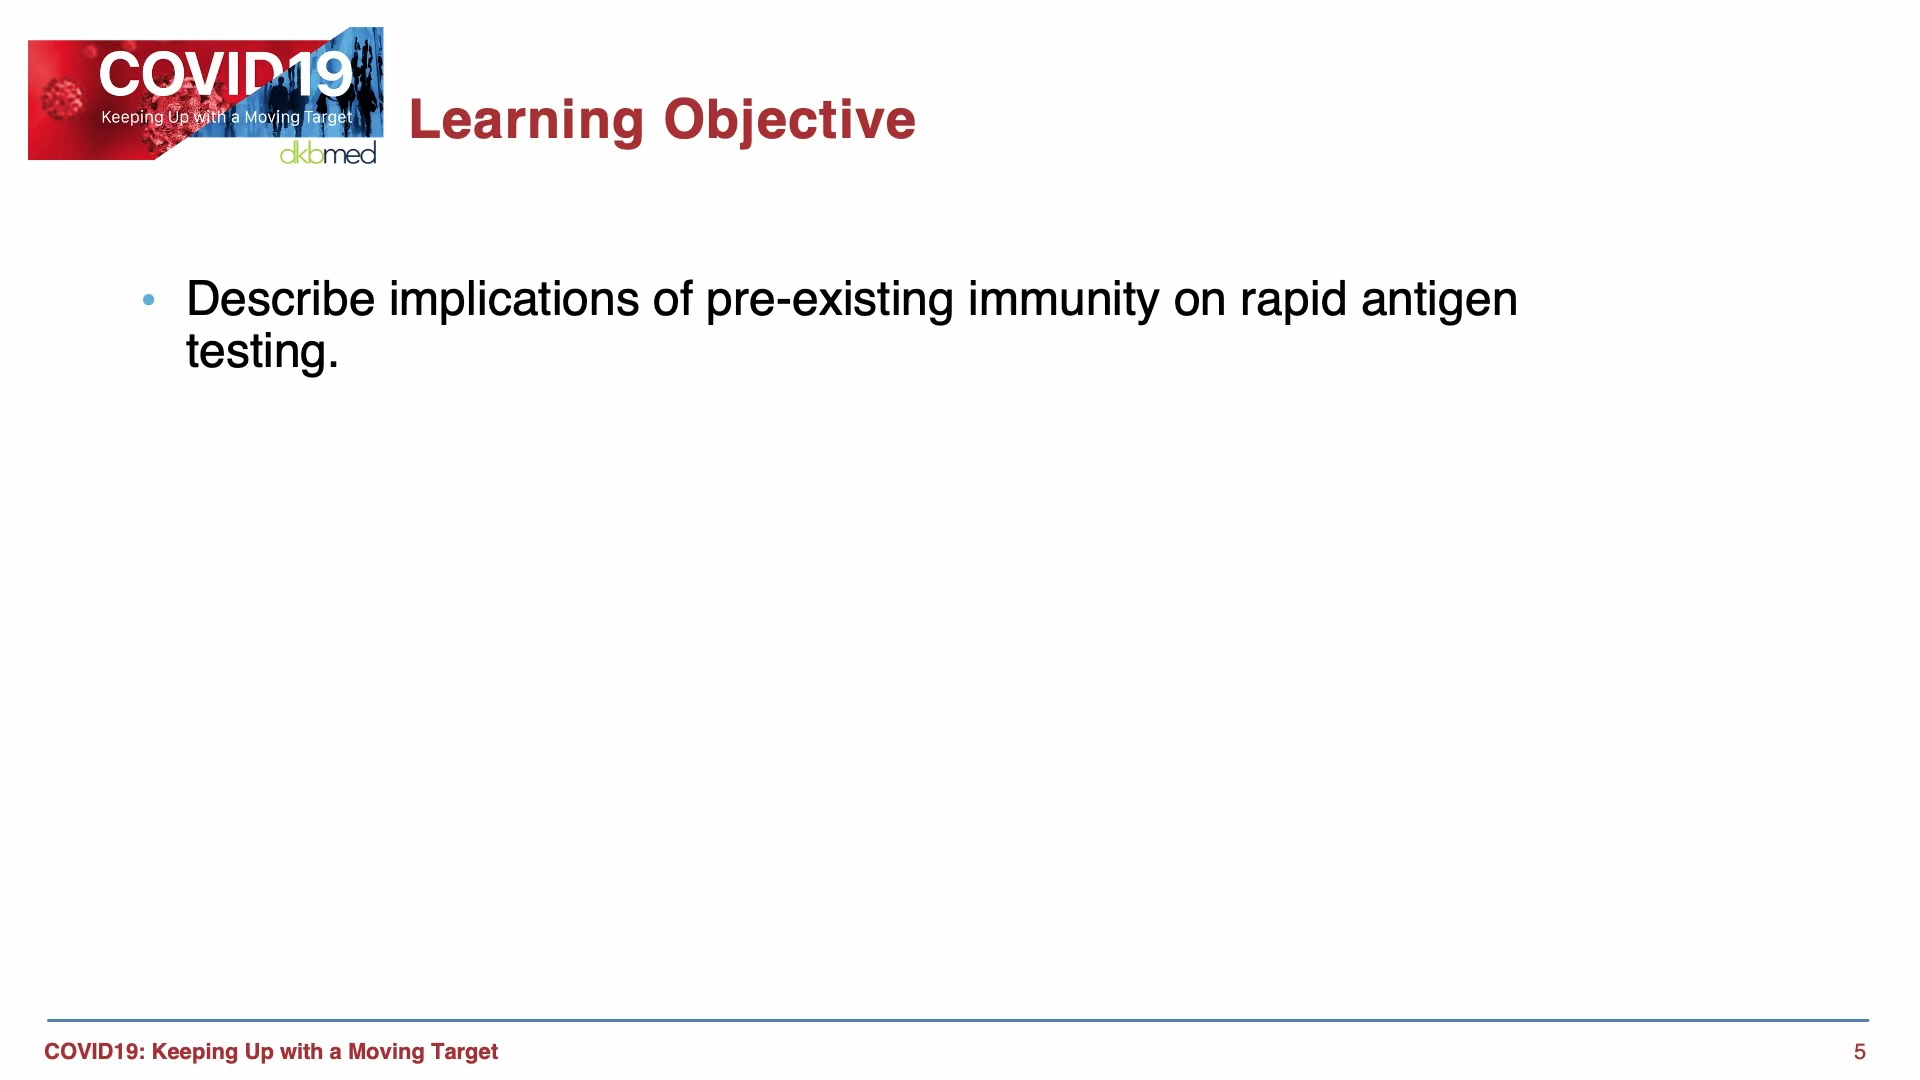 COVID19
Keeping Up with a Moving Target
dkbmed
Learning Objective
• Describe implications of pre-existing immunity on rapid antigen
testing.
COVID19: Keeping Up with a Moving Target
5